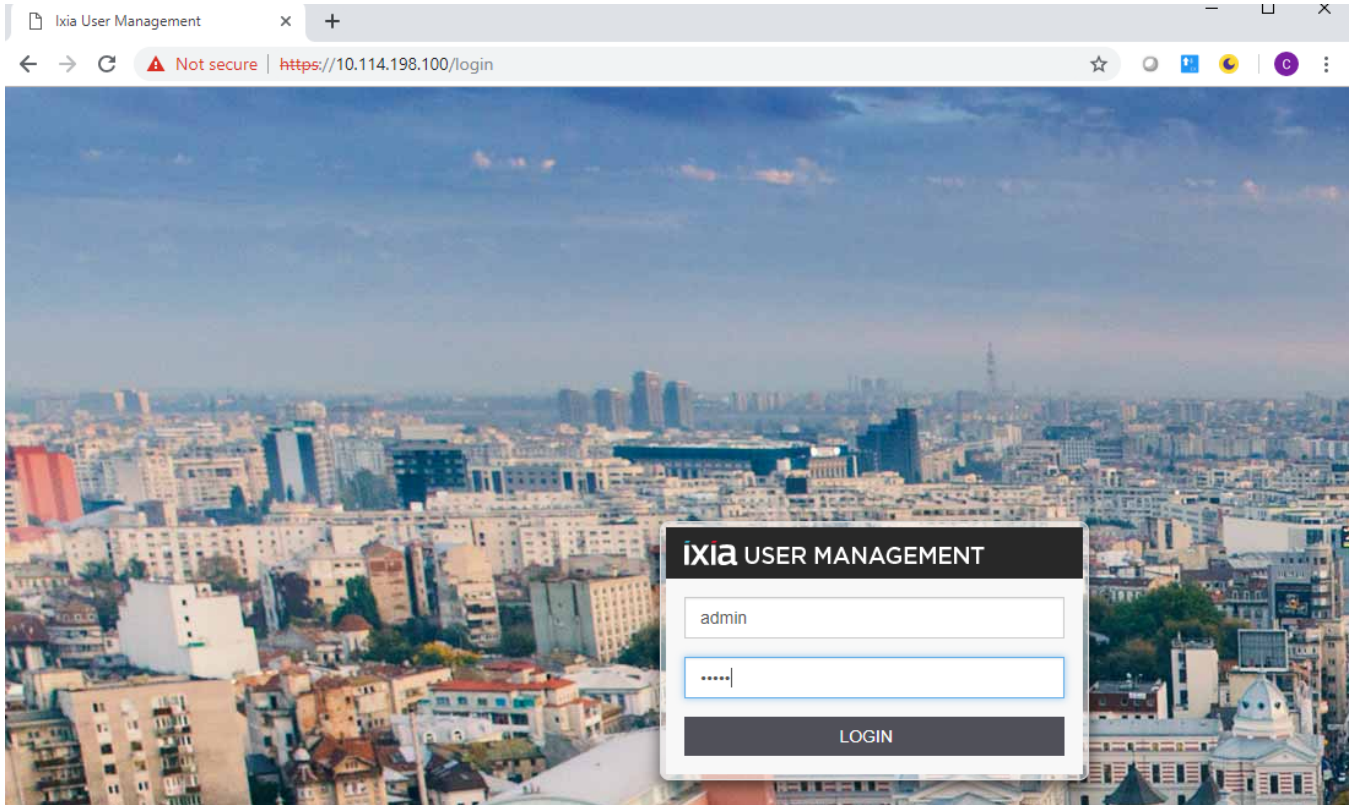 Ixia User Management
Not secure | https://10.114.198.100/login
C
ixia USER MANAGEMENT
admin
•••••
LOGIN